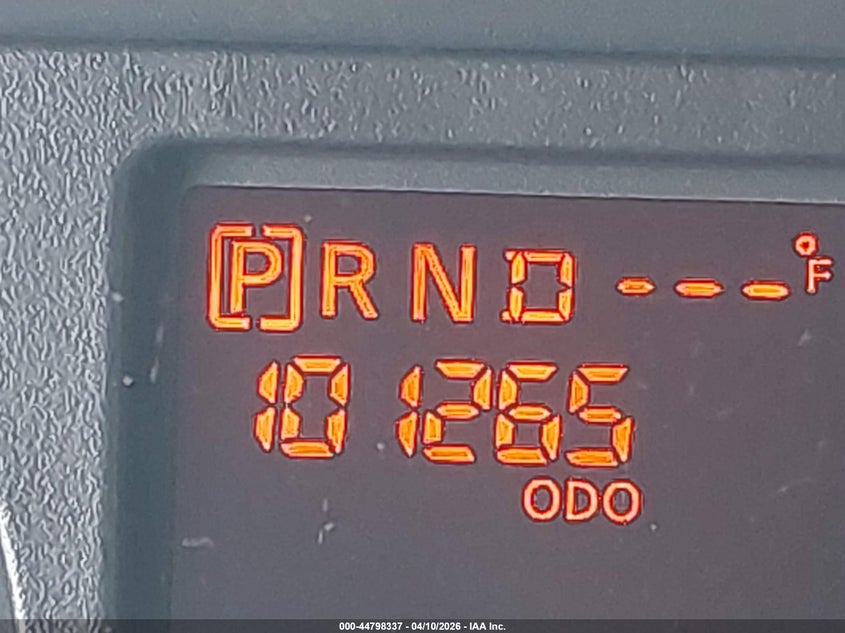 [P] R N D ---°F
101265
ODO
000-44798337 - 04/10/2026 - IAA Inc.